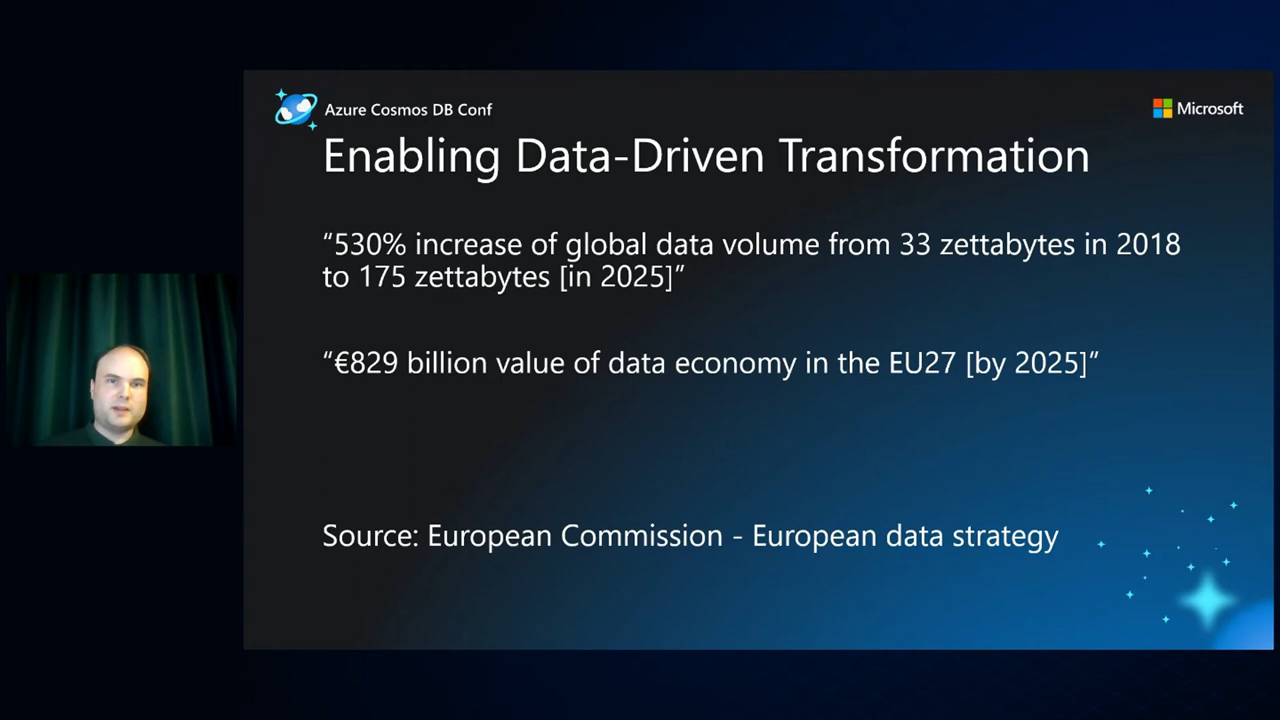 Azure Cosmos DB Conf
Microsoft
Enabling Data-Driven Transformation
“530% increase of global data volume from 33 zettabytes in 2018
to 175 zettabytes [in 2025]”
“€829 billion value of data economy in the EU27 [by 2025]”
Source: European Commission - European data strategy